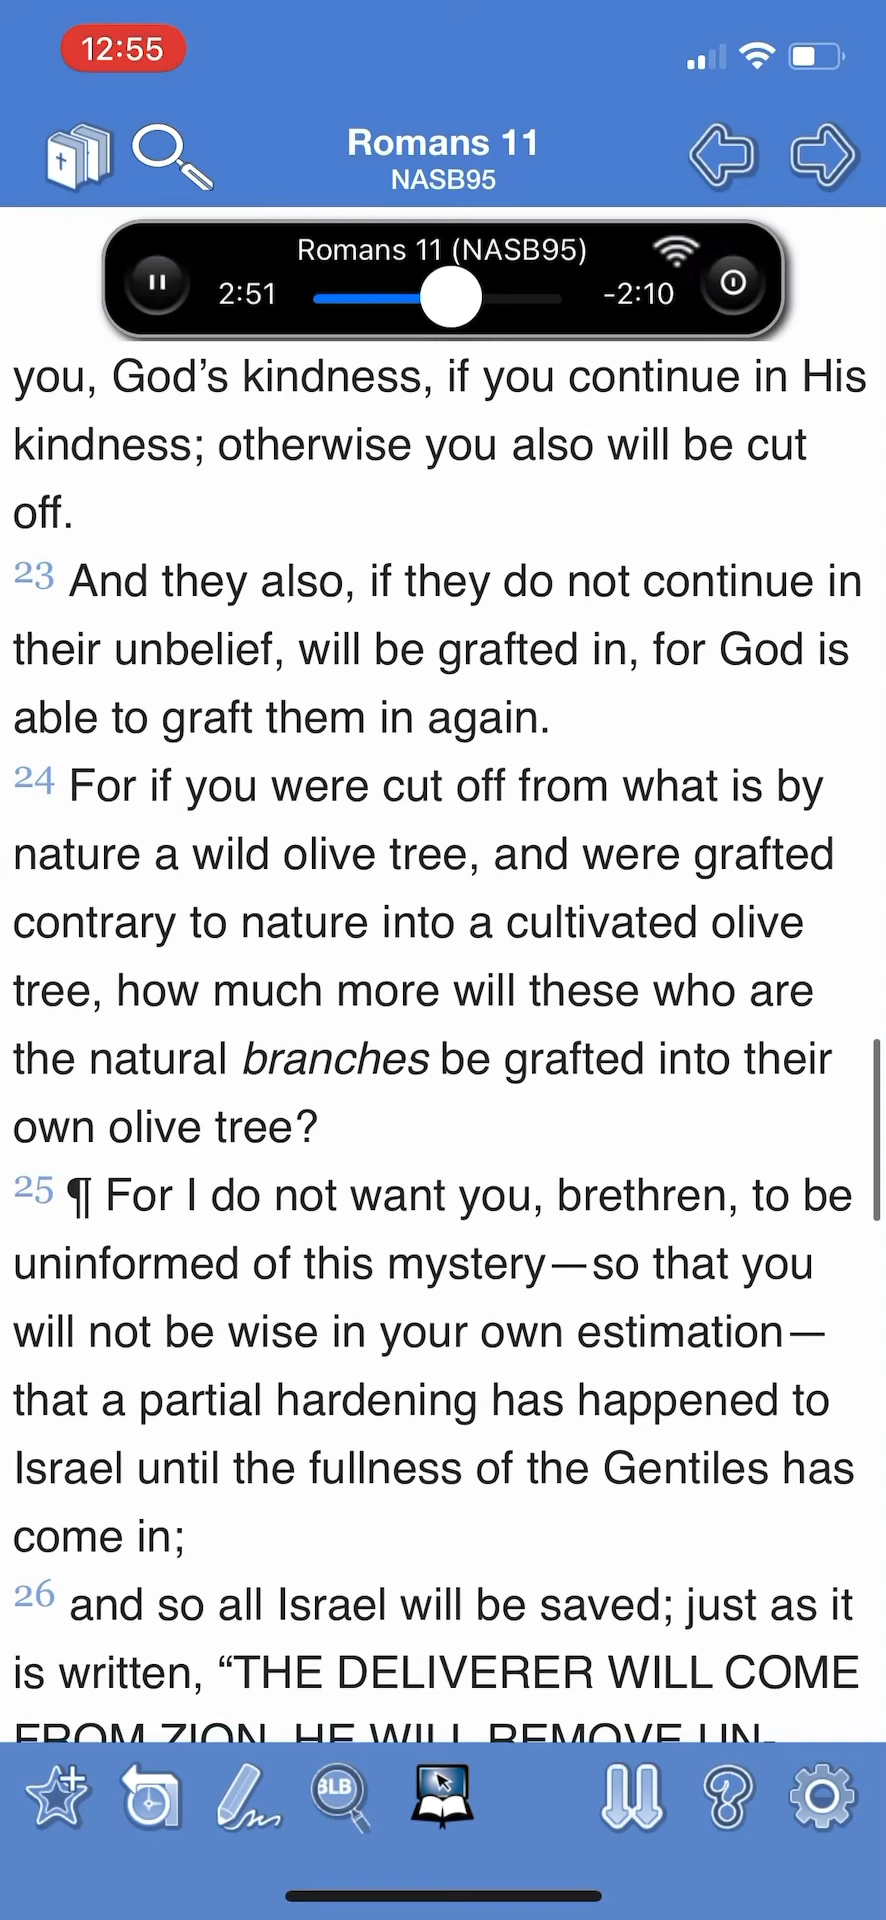 12:55
Romans 11
NASB95
Romans 11 (NASB95)
2:51
-2:10
you, God’s kindness, if you continue in His
kindness; otherwise you also will be cut
off.
23 And they also, if they do not continue in
their unbelief, will be grafted in, for God is
able to graft them in again.
24 For if you were cut off from what is by
nature a wild olive tree, and were grafted
contrary to nature into a cultivated olive
tree, how much more will these who are
the natural branches be grafted into their
own olive tree?
25 ¶ For I do not want you, brethren, to be
uninformed of this mystery—so that you
will not be wise in your own estimation—
that a partial hardening has happened to
Israel until the fullness of the Gentiles has
come in;
26 and so all Israel will be saved; just as it
is written, “THE DELIVERER WILL COME
FROM ZION, HE WILL REMOVE UN-
BLB